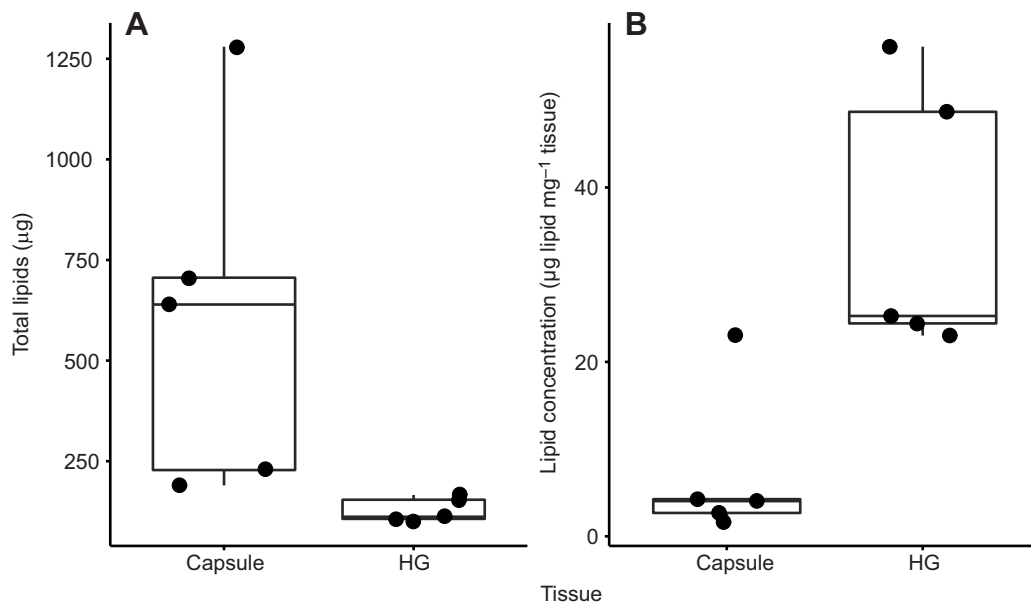 A
B
Total lipids (μg)
1250
1000
750
500
250
Capsule
HG
Lipid concentration (μg lipid mg⁻¹ tissue)
40
20
0
Capsule
HG
Tissue